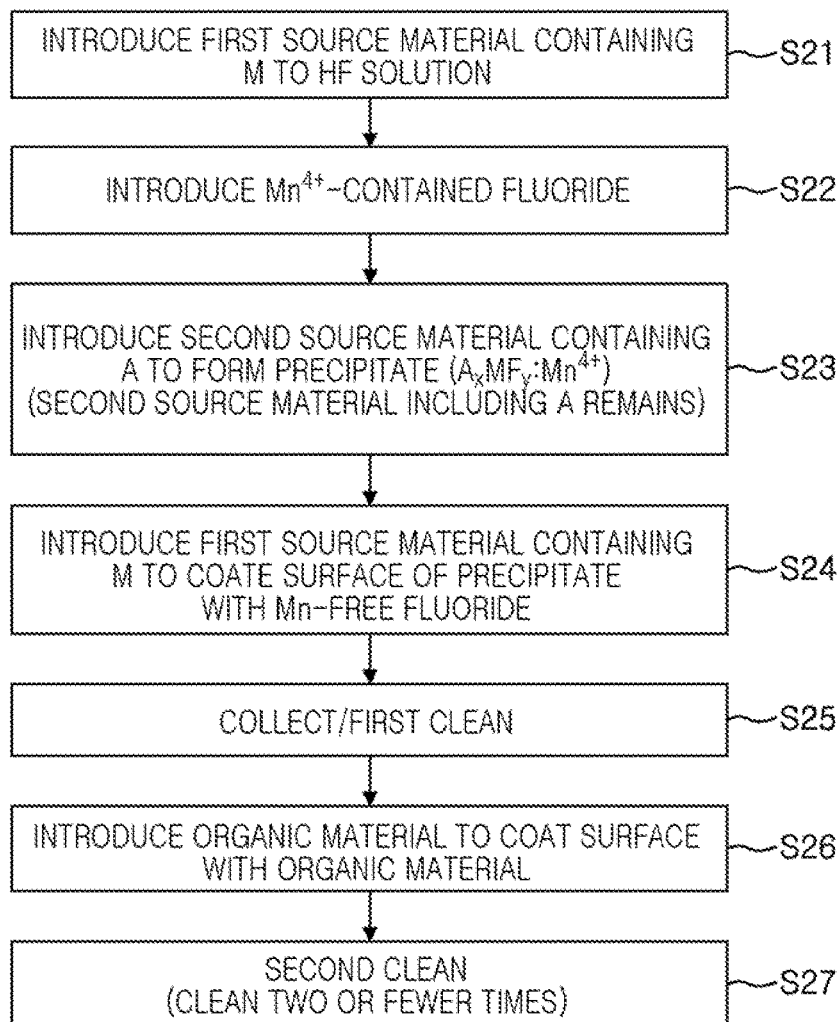 INTRODUCE FIRST SOURCE MATERIAL CONTAINING
M TO HF SOLUTION
S21
INTRODUCE Mn⁴⁺-CONTAINED FLUORIDE
S22
INTRODUCE SECOND SOURCE MATERIAL CONTAINING
A TO FORM PRECIPITATE (AₓMFᵧ:Mn⁴⁺)
(SECOND SOURCE MATERIAL INCLUDING A REMAINS)
S23
INTRODUCE FIRST SOURCE MATERIAL CONTAINING
M TO COATE SURFACE OF PRECIPITATE
WITH Mn-FREE FLUORIDE
S24
COLLECT/FIRST CLEAN
S25
INTRODUCE ORGANIC MATERIAL TO COAT SURFACE
WITH ORGANIC MATERIAL
S26
SECOND CLEAN
(CLEAN TWO OR FEWER TIMES)
S27